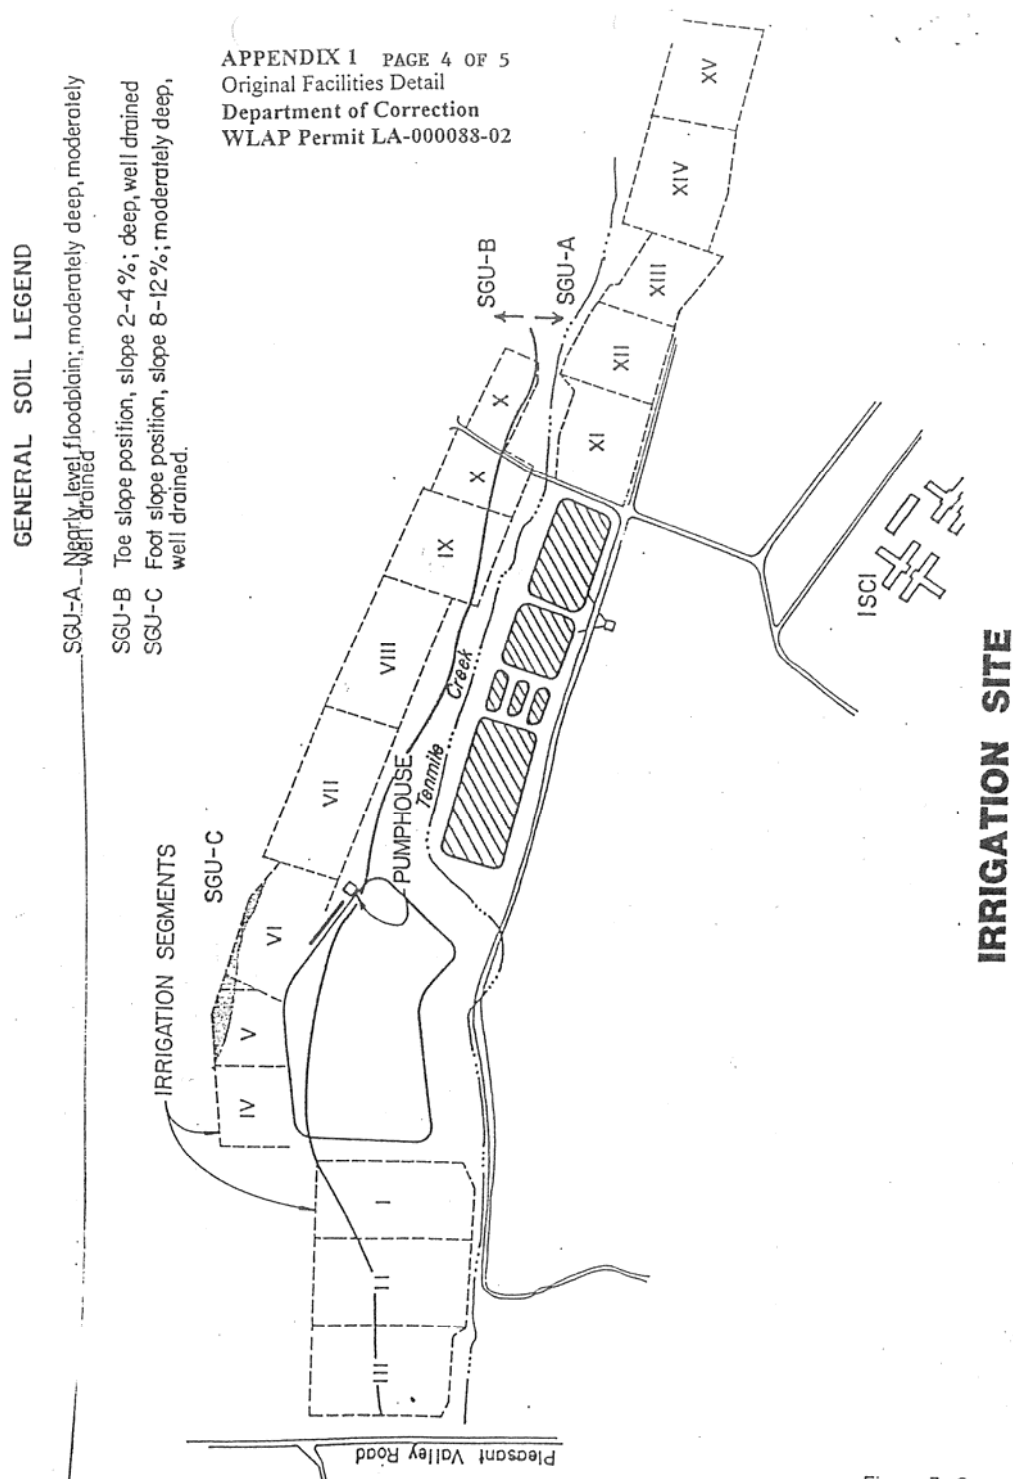 APPENDIX 1 PAGE 4 OF 5
Original Facilities Detail
Department of Correction
WLAP Permit LA-000088-02
GENERAL SOIL LEGEND
SGU-A Nearly level floodplain; moderately deep, moderately
well drained
SGU-B Toe slope position, slope 2-4%; deep, well drained
SGU-C Foot slope position, slope 8-12%; moderately deep,
well drained.
IRRIGATION SEGMENTS
SGU-C
SGU-B
SGU-A
III
II
I
IV
V
VI
VII
VIII
IX
X
X
XI
XII
XIII
XIV
XV
PUMPHOUSE
Tenmile Creek
ISCI
Pleasant Valley Road
IRRIGATION SITE